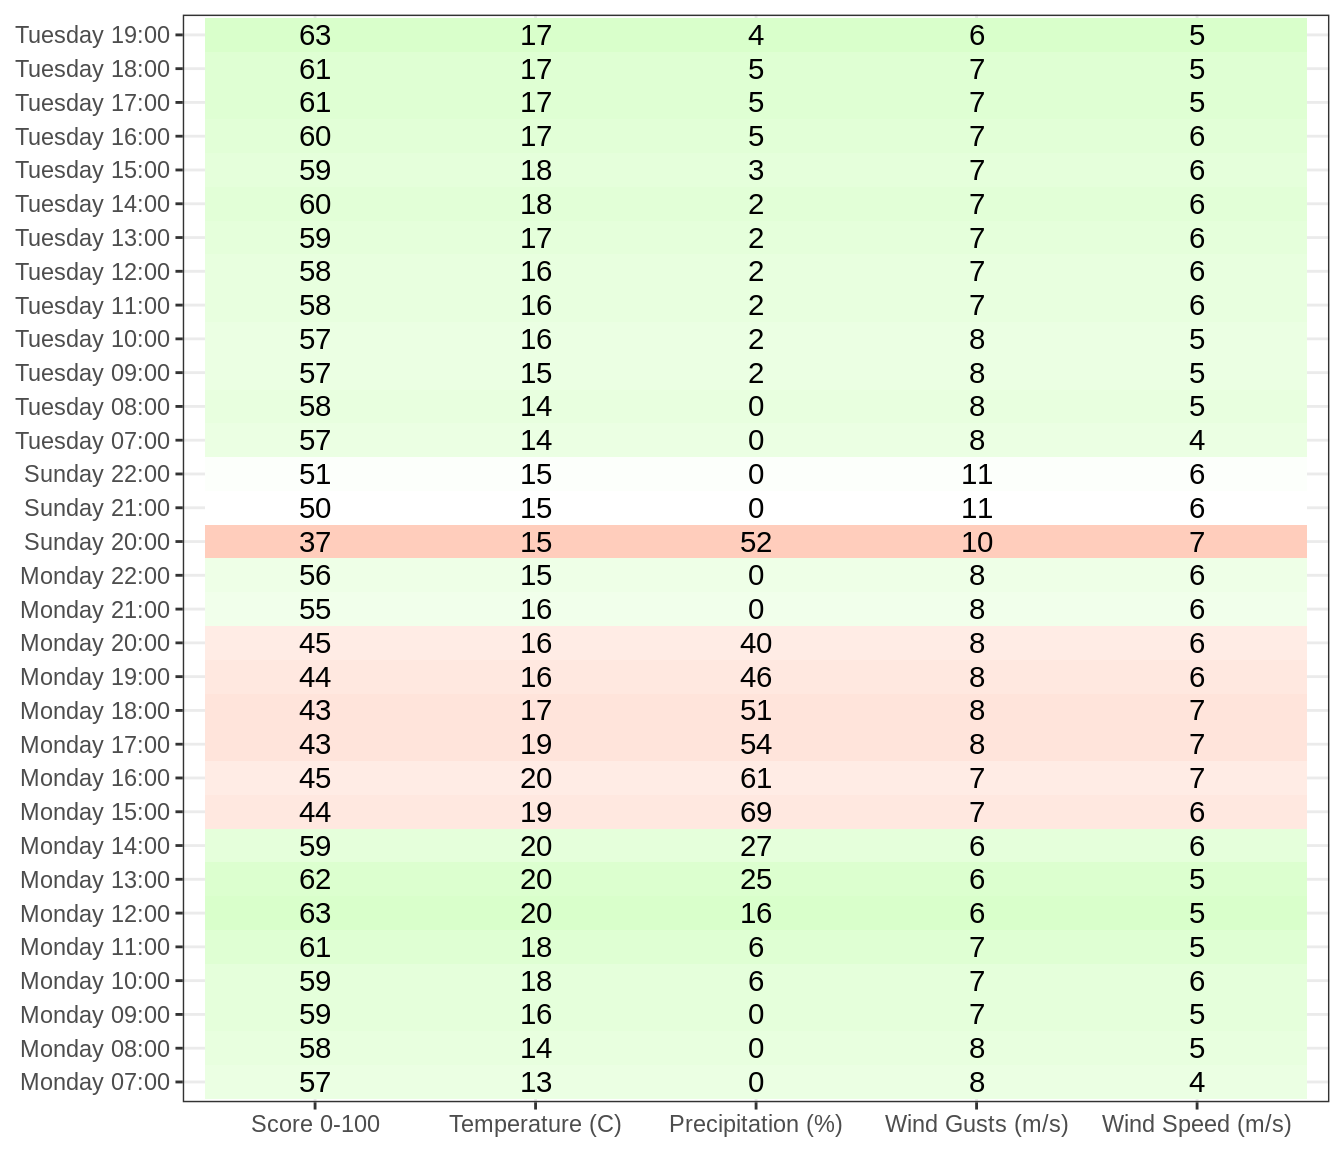 Tuesday 19:00 63 17 4 6 5
Tuesday 18:00 61 17 5 7 5
Tuesday 17:00 61 17 5 7 5
Tuesday 16:00 60 17 5 7 6
Tuesday 15:00 59 18 3 7 6
Tuesday 14:00 60 18 2 7 6
Tuesday 13:00 59 17 2 7 6
Tuesday 12:00 58 16 2 7 6
Tuesday 11:00 58 16 2 7 6
Tuesday 10:00 57 16 2 8 5
Tuesday 09:00 57 15 2 8 5
Tuesday 08:00 58 14 0 8 5
Tuesday 07:00 57 14 0 8 4
Sunday 22:00 51 15 0 11 6
Sunday 21:00 50 15 0 11 6
Sunday 20:00 37 15 52 10 7
Monday 22:00 56 15 0 8 6
Monday 21:00 55 16 0 8 6
Monday 20:00 45 16 40 8 6
Monday 19:00 44 16 46 8 6
Monday 18:00 43 17 51 8 7
Monday 17:00 43 19 54 8 7
Monday 16:00 45 20 61 7 7
Monday 15:00 44 19 69 7 6
Monday 14:00 59 20 27 6 6
Monday 13:00 62 20 25 6 5
Monday 12:00 63 20 16 6 5
Monday 11:00 61 18 6 7 5
Monday 10:00 59 18 6 7 6
Monday 09:00 59 16 0 7 5
Monday 08:00 58 14 0 8 5
Monday 07:00 57 13 0 8 4
Score 0-100 Temperature (C) Precipitation (%) Wind Gusts (m/s) Wind Speed (m/s)